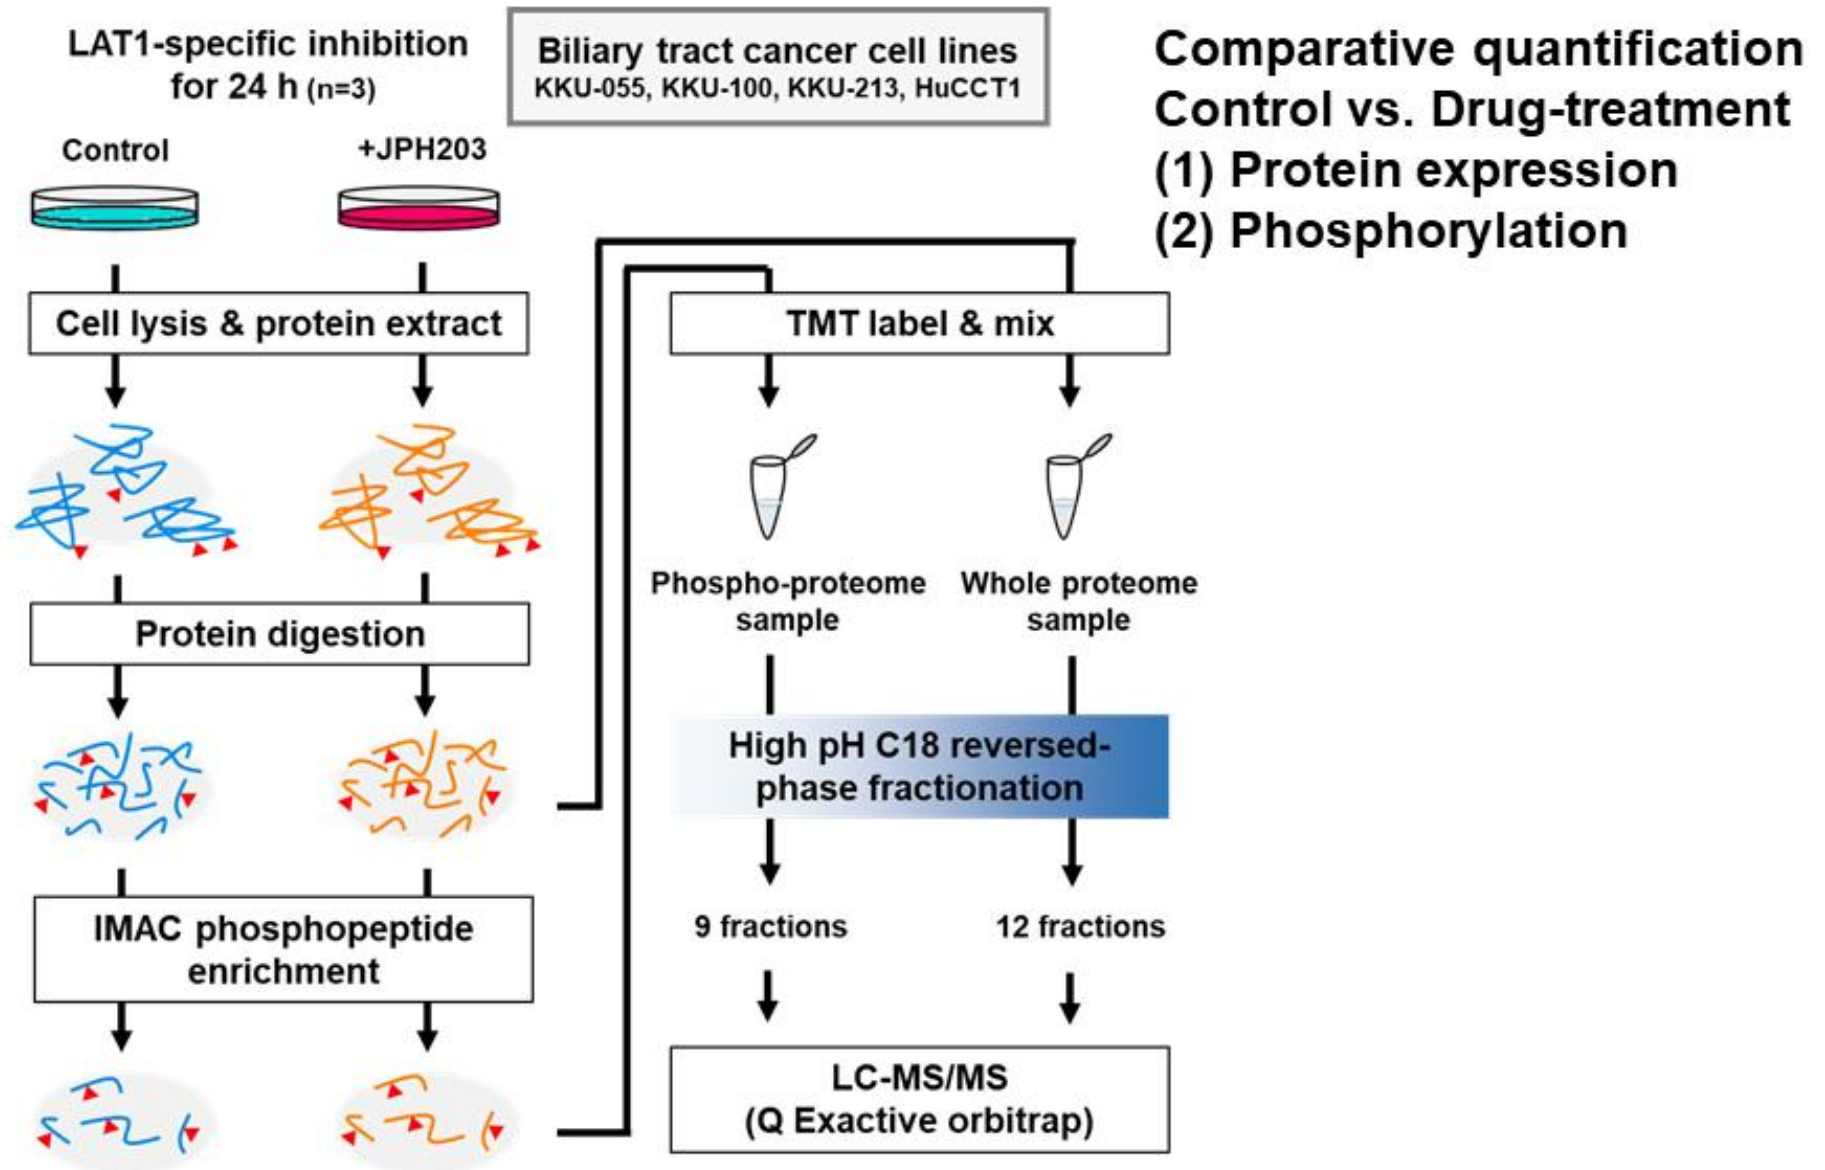 LAT1-specific inhibition
for 24 h (n=3)
Biliary tract cancer cell lines
KKU-055, KKU-100, KKU-213, HuCCT1
Comparative quantification
Control vs. Drug-treatment
(1) Protein expression
(2) Phosphorylation
Control
+JPH203
Cell lysis & protein extract
Protein digestion
IMAC phosphopeptide
enrichment
TMT label & mix
Phospho-proteome
sample
Whole proteome
sample
High pH C18 reversed-
phase fractionation
9 fractions
12 fractions
LC-MS/MS
(Q Exactive orbitrap)